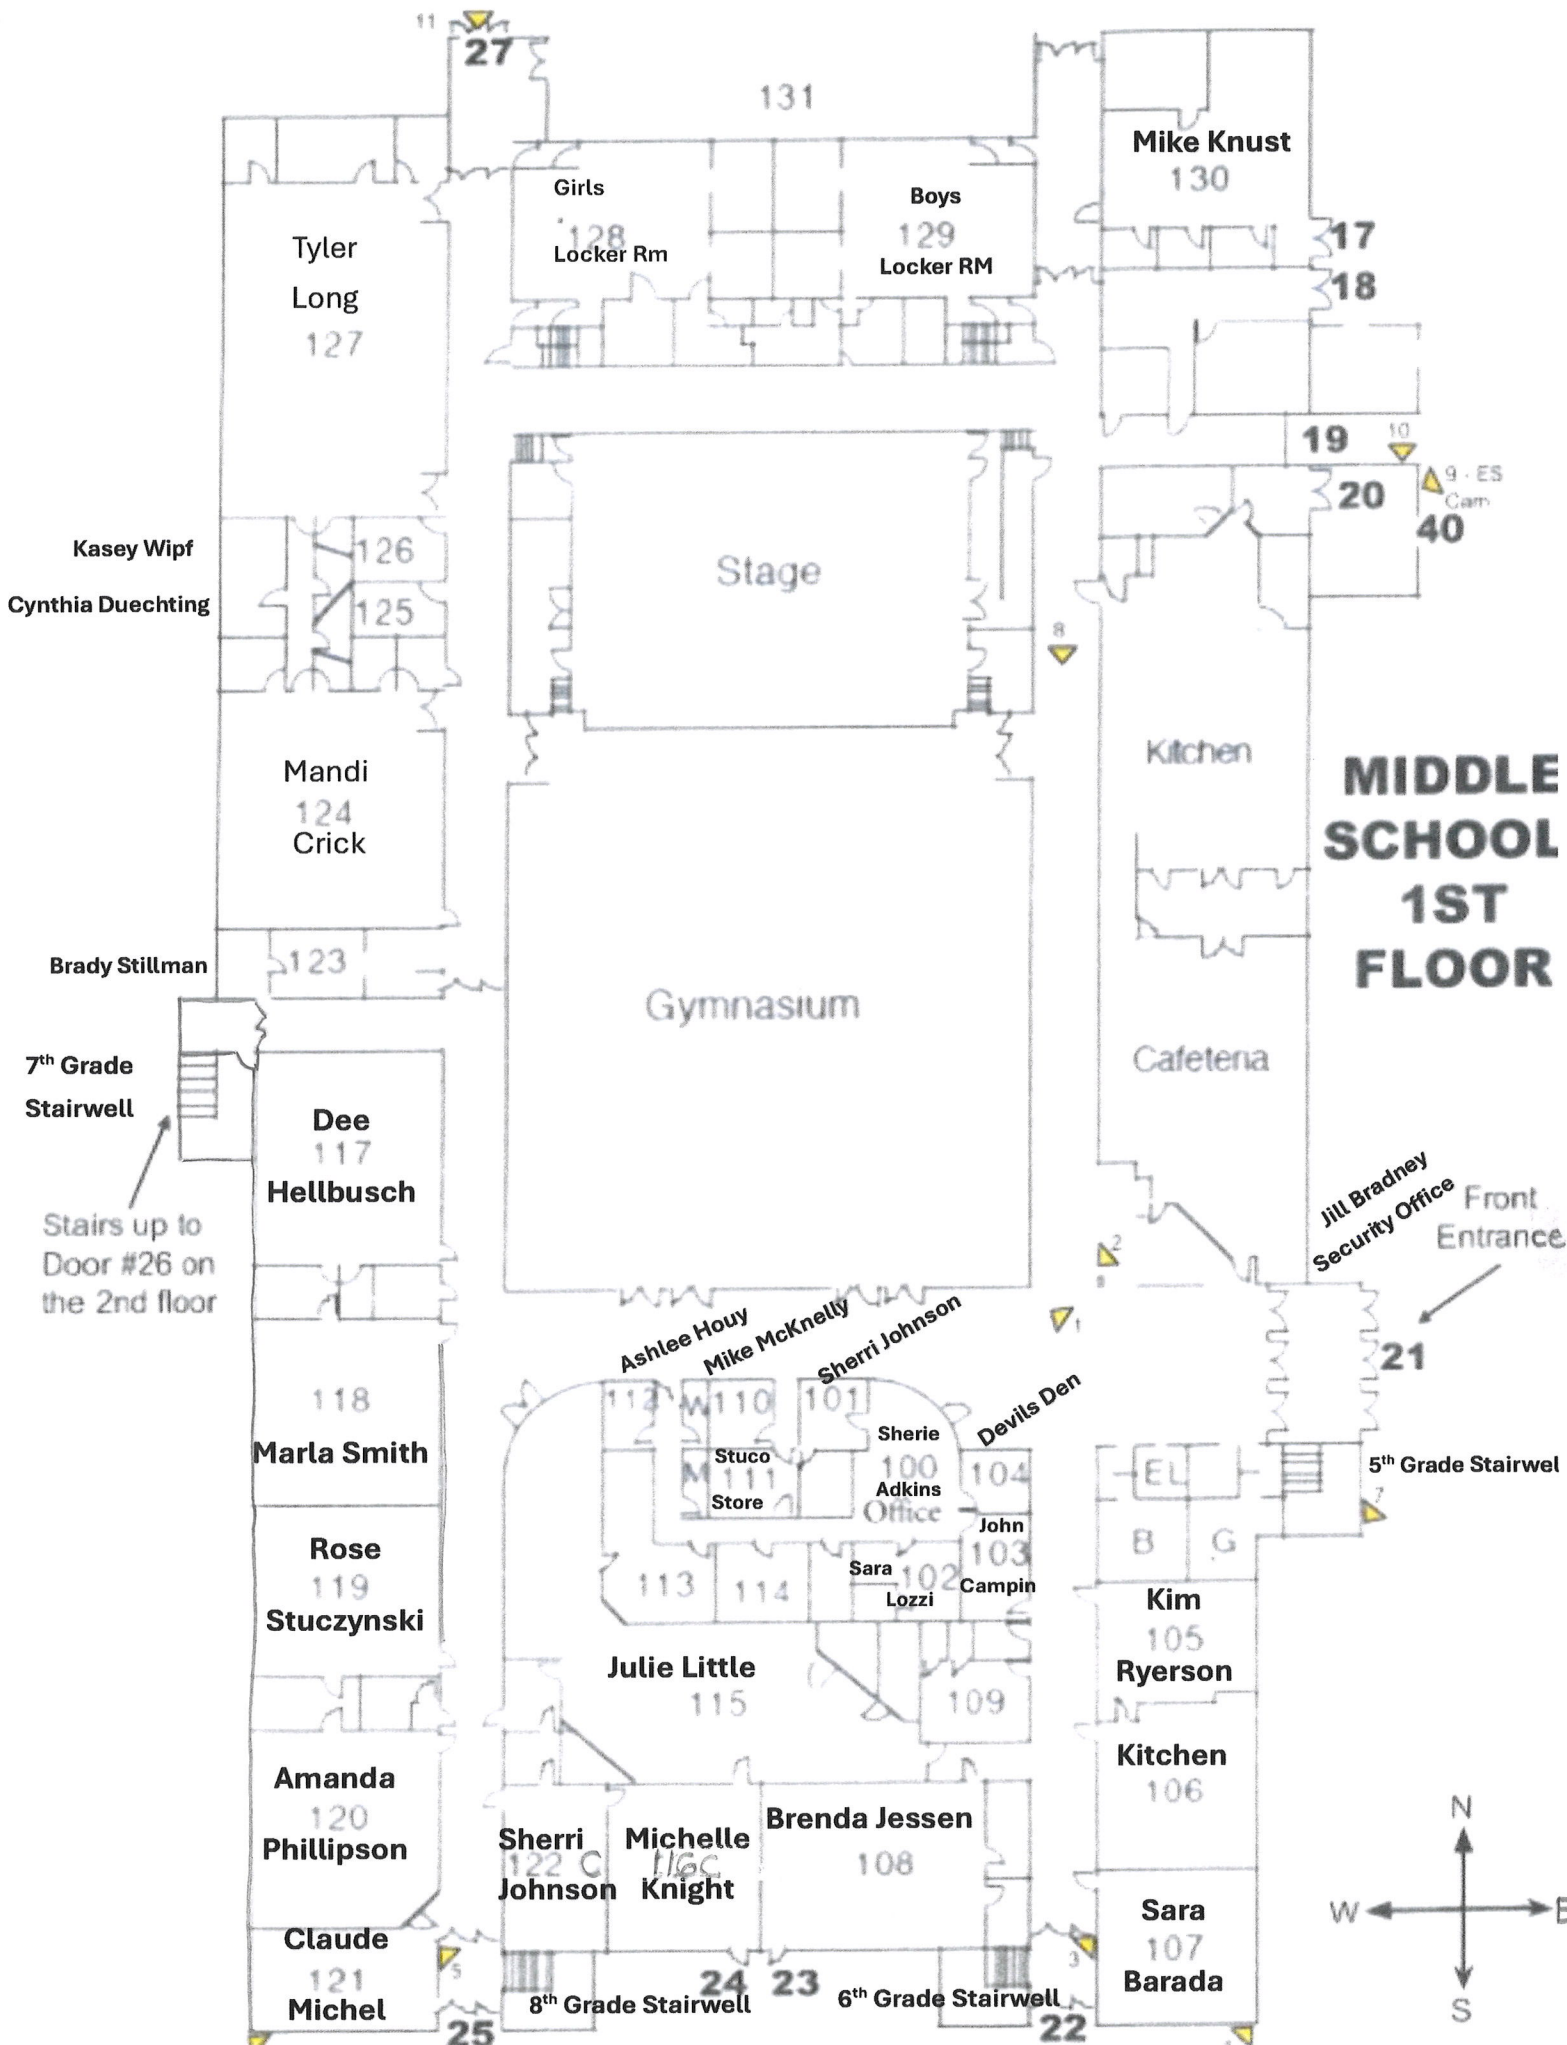 11
27
131
Mike Knust
130
Girls
128
Locker Rm
Boys
129
Locker RM
17
18
Tyler
Long
127
19
10
20
9 - ES
Cam
40
Kasey Wipf
126
Cynthia Duechting
125
Stage
8
Kitchen
MIDDLE
SCHOOL
1ST
FLOOR
Mandi
124
Crick
Brady Stillman
123
Gymnasium
Cafeteria
7th Grade
Stairwell
Dee
117
Hellbusch
Stairs up to
Door #26 on
the 2nd floor
Jill Bradney
Security Office
Front
Entrance
2
1
21
Ashlee Houy
Mike McKnelly
Sherri Johnson
Devils Den
112
W
110
101
118
Marla Smith
Stuco
M
111
Store
Sherie
100
Adkins
Office
104
EL
5th Grade Stairwel
7
John
103
Campin
B
G
Rose
119
Stuczynski
113
114
Sara
102
Lozzi
Kim
105
Ryerson
Julie Little
115
109
Kitchen
106
Amanda
120
Phillipson
Sherri
122 C
Johnson
Michelle
116C
Knight
Brenda Jessen
108
Sara
107
Barada
Claude
121
Michel
5
3
24
23
8th Grade Stairwell
6th Grade Stairwell
25
22
N
W
E
S